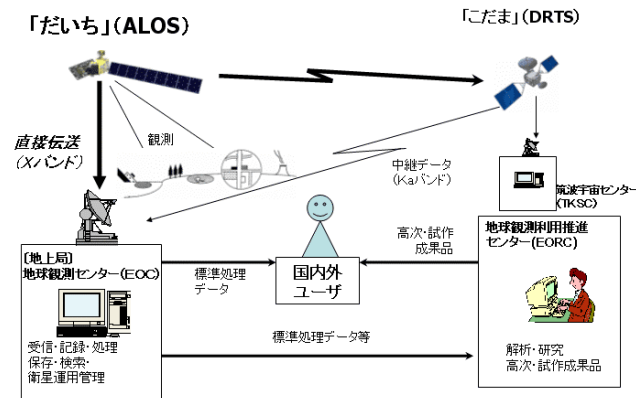 「だいち」(ALOS)
「こだま」(DRTS)
直接伝送
(Xバンド)
観測
中継データ
(Kaバンド)
筑波宇宙センター
(TKSC)
[地上局]
地球観測センター(EOC)
標準処理
データ
国内外
ユーザ
高次・試作
成果品
地球観測利用推進
センター(EORC)
受信・記録・処理
保存・検索・
衛星運用管理
標準処理データ等
解析・研究
高次・試作成果品